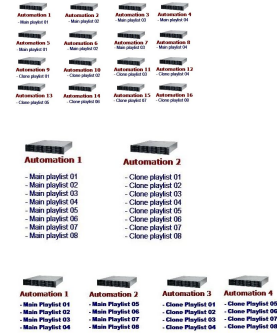 Automation 1 Automation 2 Automation 3 Automation 4
- Main playlist 01 - Main playlist 02 - Main playlist 03 - Main playlist 04
Automation 5 Automation 6 Automation 7 Automation 8
- Main playlist 01 - Main playlist 02 - Main playlist 03 - Main playlist 04
Automation 9 Automation 10 Automation 11 Automation 12
- Clone playlist 01 - Clone playlist 02 - Clone playlist 03 - Clone playlist 04
Automation 13 Automation 14 Automation 15 Automation 16
- Clone playlist 05 - Clone playlist 06 - Clone playlist 07 - Clone playlist 08
Automation 1
- Main playlist 01
- Main playlist 02
- Main playlist 03
- Main playlist 04
- Main playlist 05
- Main playlist 06
- Main playlist 07
- Main playlist 08
Automation 2
- Clone playlist 01
- Clone playlist 02
- Clone playlist 03
- Clone playlist 04
- Clone playlist 05
- Clone playlist 06
- Clone playlist 07
- Clone playlist 08
Automation 1
- Main Playlist 01
- Main Playlist 02
- Main Playlist 03
- Main Playlist 04
Automation 2
- Main Playlist 05
- Main Playlist 06
- Main Playlist 07
- Main Playlist 08
Automation 3
- Clone Playlist 01
- Clone Playlist 02
- Clone Playlist 03
- Clone Playlist 04
Automation 4
- Clone Playlist 05
- Clone Playlist 06
- Clone Playlist 07
- Clone Playlist 08